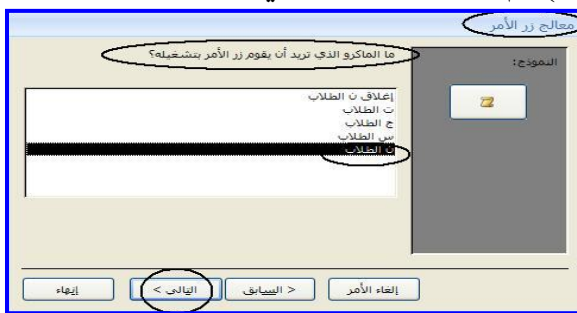 معالج زر الأمر
ما الماكرو الذي تريد أن يقوم زر الأمر بتشغيله؟
النموذج:
إغلاق ن الطلاب
ت الطلاب
ج الطلاب
س الطلاب
ن الطلاب
إلغاء الأمر
< السابق
التالي >
إنهاء